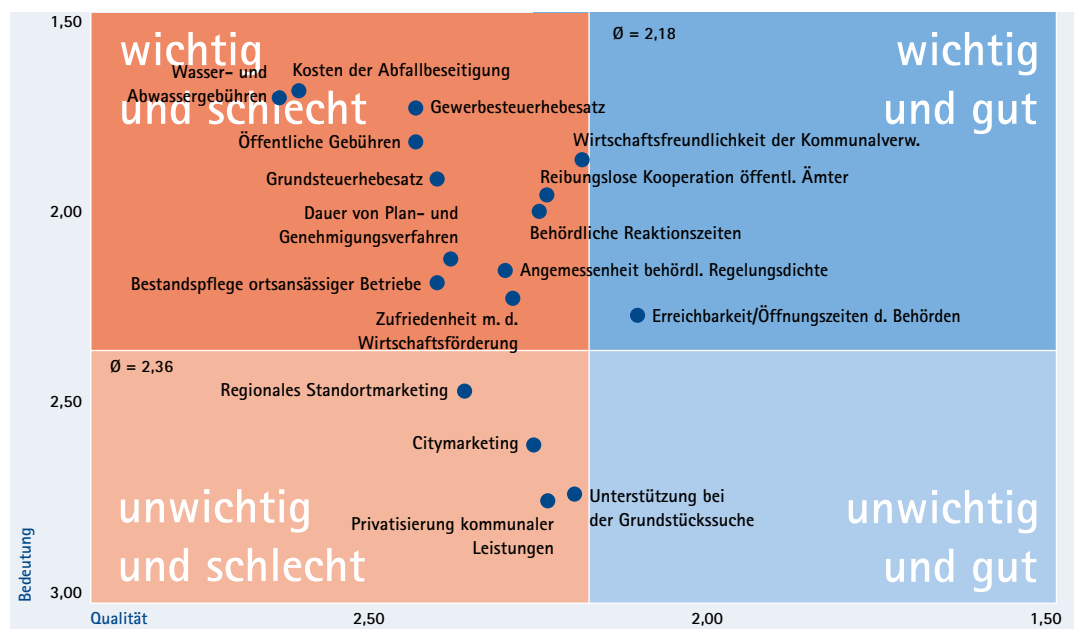 1,50
Ø = 2,18
wichtig
und schlecht
wichtig
und gut
Wasser- und
Abwassergebühren
Kosten der Abfallbeseitigung
Gewerbesteuerhebesatz
Öffentliche Gebühren
Wirtschaftsfreundlichkeit der Kommunalverw.
Grundsteuerhebesatz
Reibungslose Kooperation öffentl. Ämter
2,00
Dauer von Plan- und
Genehmigungsverfahren
Behördliche Reaktionszeiten
Bestandspflege ortsansässiger Betriebe
Angemessenheit behördl. Regelungsdichte
Zufriedenheit m. d.
Wirtschaftsförderung
Erreichbarkeit/Öffnungszeiten d. Behörden
Ø = 2,36
Regionales Standortmarketing
2,50
Citymarketing
unwichtig
und schlecht
Privatisierung kommunaler
Leistungen
Unterstützung bei
der Grundstückssuche
unwichtig
und gut
Bedeutung
3,00
Qualität
2,50
2,00
1,50